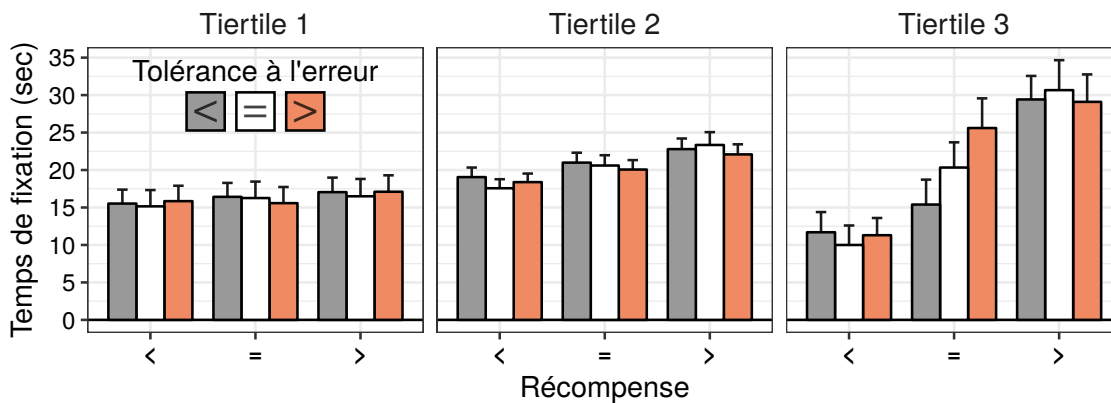 Tiertile 1
Tiertile 2
Tiertile 3
Temps de fixation (sec)
35
30
25
20
15
10
5
0
Tolérance à l'erreur
< = >
< = >
< = >
< = >
Récompense